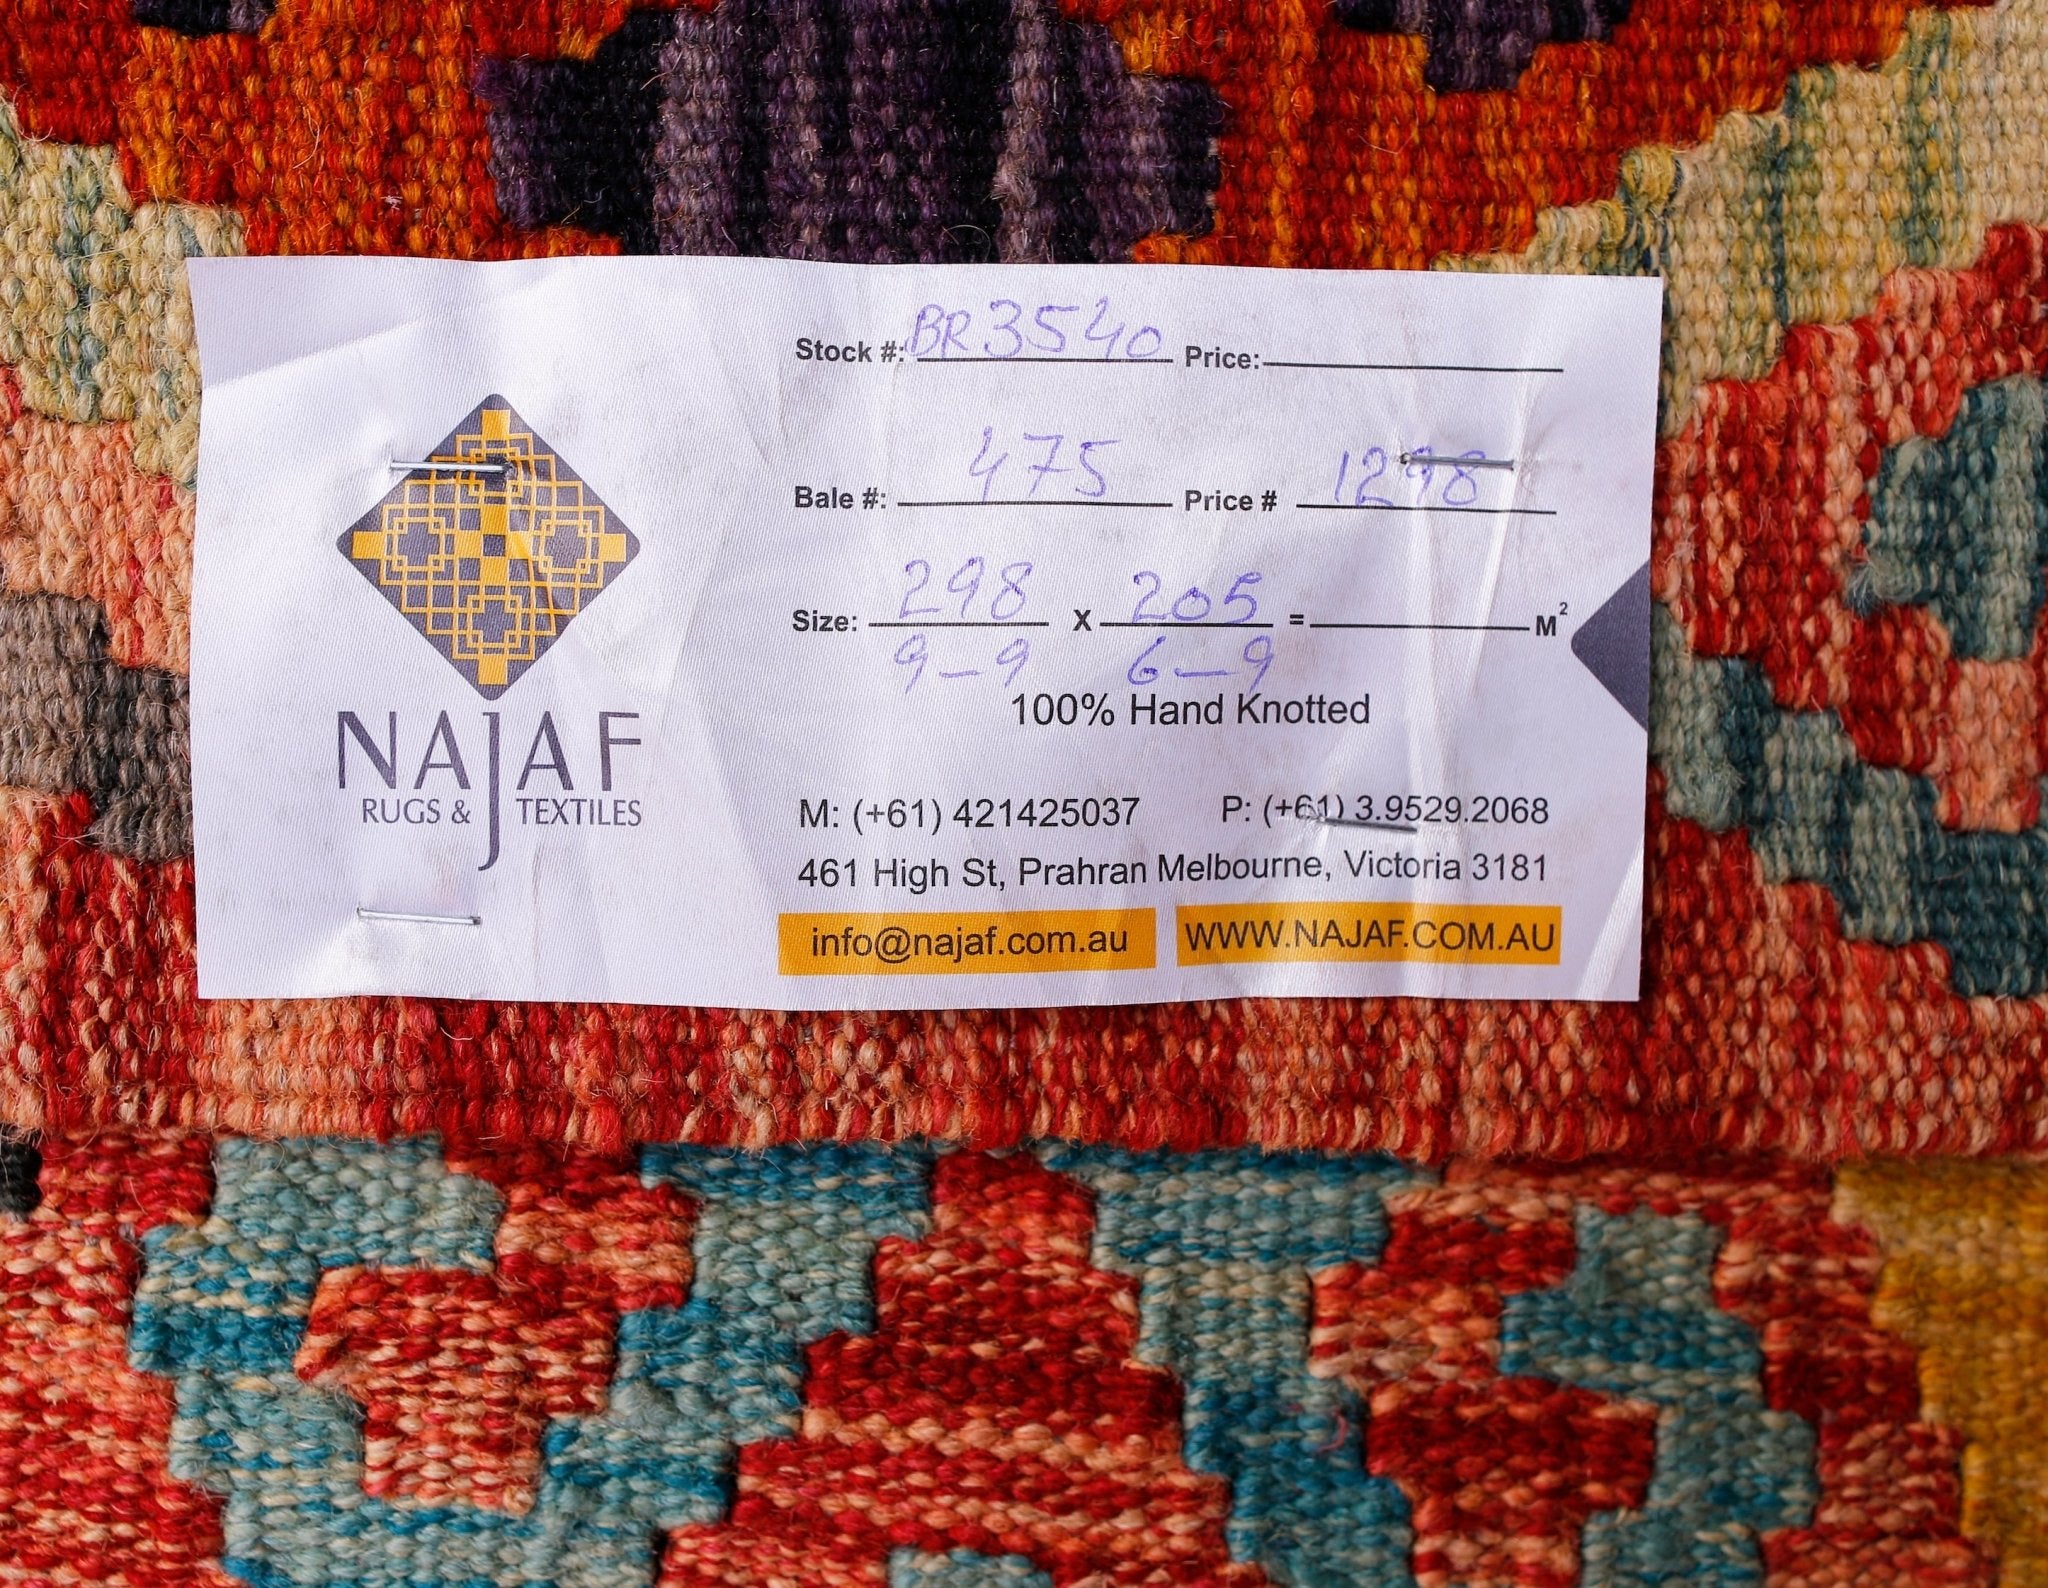 Stock #: BR3540 Price:
Bale #: 475 Price # 1298
Size: 298 X 205 = M²
9-9 6-9
100% Hand Knotted
NAJAF
RUGS & TEXTILES
M: (+61) 421425037 P: (+61) 3.9529.2068
461 High St, Prahran Melbourne, Victoria 3181
info@najaf.com.au WWW.NAJAF.COM.AU